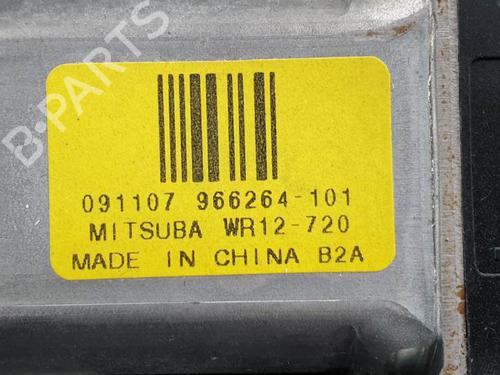 B-PARTS
091107 966264-101
MITSUBA WR12-720
MADE IN CHINA B2A